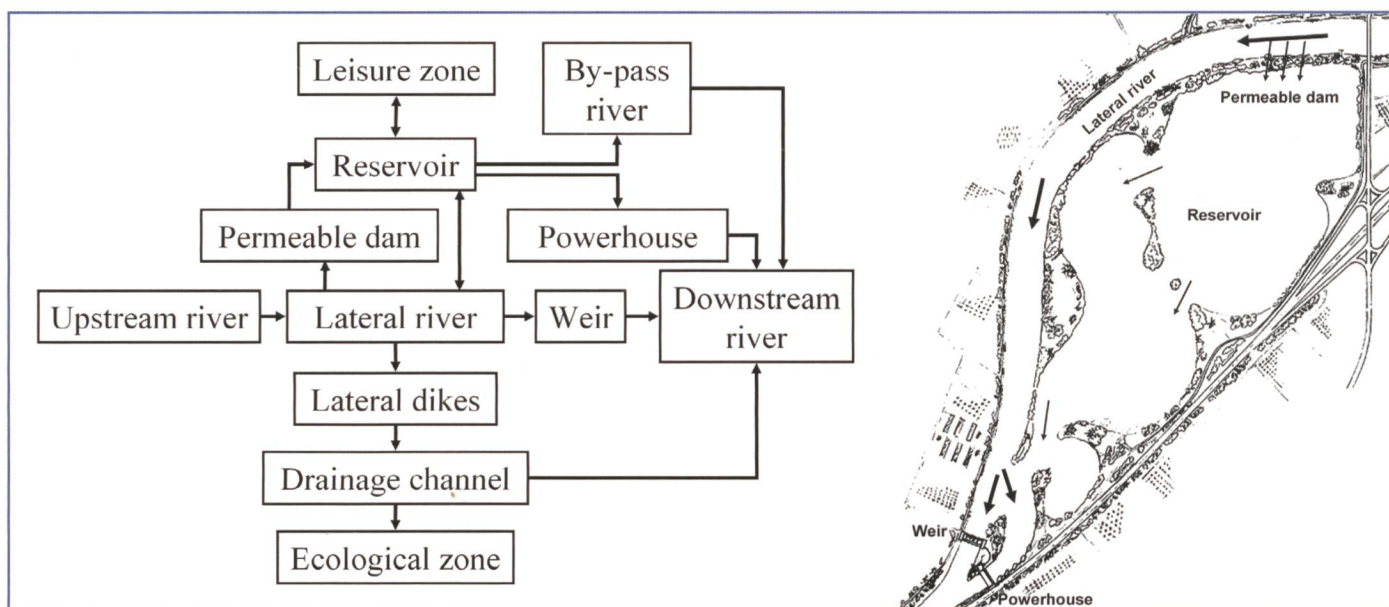 Leisure zone
By-pass
river
Reservoir
Permeable dam
Powerhouse
Upstream river
Lateral river
Weir
Downstream
river
Lateral dikes
Drainage channel
Ecological zone
Lateral river
Permeable dam
Reservoir
Weir
Powerhouse